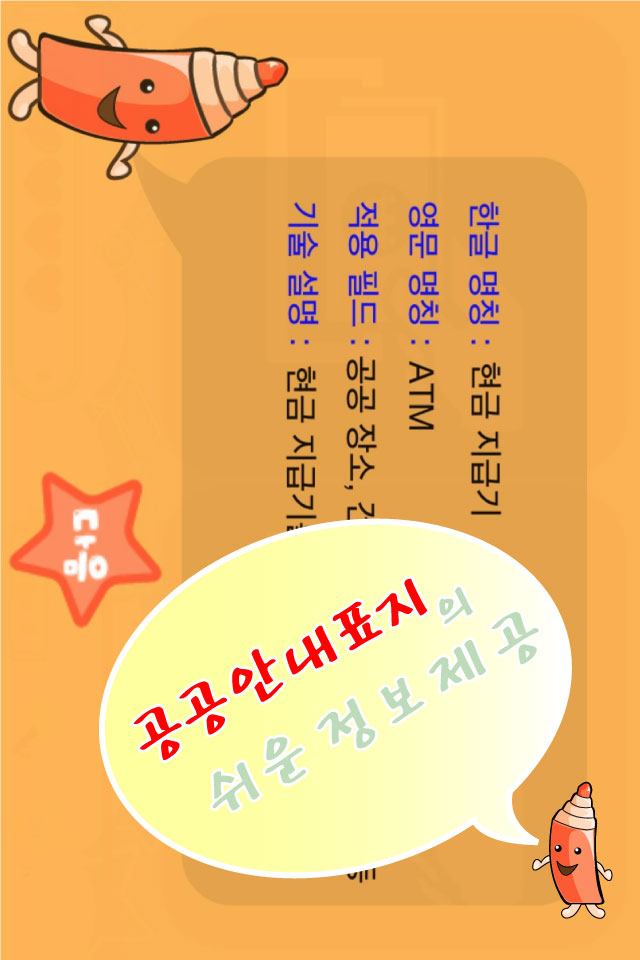 한글 명칭 : 현금 지급기
영문 명칭 : ATM
적용 필드 : 공공 장소,
기술 설명 : 현금 지급기
등
다음
공공안내표지의
쉬운 정보제공